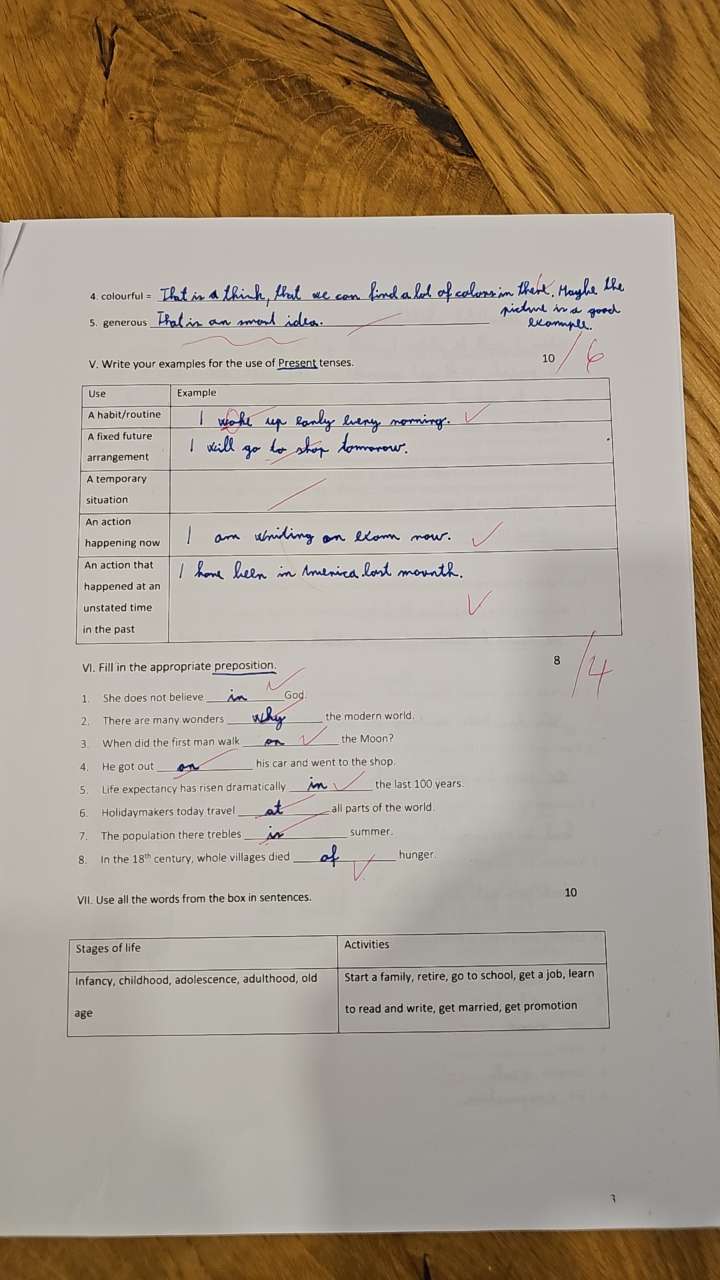 4. colourful = That is a think, that we can find a lot of colors in there. Maybe the
picture is a good
example.
5. generous That is an smart idea.
V. Write your examples for the use of Present tenses.
10 /6
Use Example
A habit/routine I woke up early every morning.
A fixed future
arrangement I will go to shop tomorrow.
A temporary
situation
An action
happening now I am writing an exam now.
An action that I have been in America last mounth.
happened at an
unstated time
in the past
VI. Fill in the appropriate preposition. 8 /4
1. She does not believe in God.
2. There are many wonders why the modern world.
3. When did the first man walk on the Moon?
4. He got out on his car and went to the shop.
5. Life expectancy has risen dramatically in the last 100 years.
6. Holidaymakers today travel at all parts of the world.
7. The population there trebles is summer.
8. In the 18th century, whole villages died of hunger.
VII. Use all the words from the box in sentences. 10
Stages of life Activities
Infancy, childhood, adolescence, adulthood, old Start a family, retire, go to school, get a job, learn
age to read and write, get married, get promotion
3